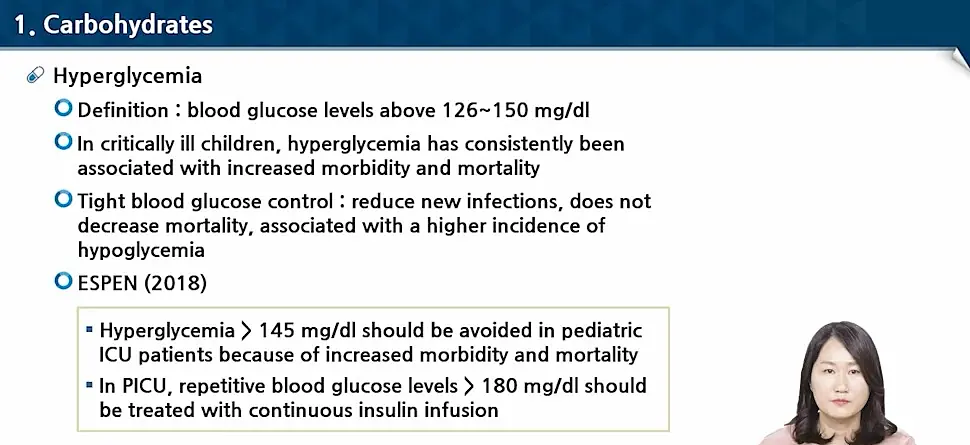 1. Carbohydrates
Hyperglycemia
Definition : blood glucose levels above 126~150 mg/dl
In critically ill children, hyperglycemia has consistently been
associated with increased morbidity and mortality
Tight blood glucose control : reduce new infections, does not
decrease mortality, associated with a higher incidence of
hypoglycemia
ESPEN (2018)
Hyperglycemia > 145 mg/dl should be avoided in pediatric
ICU patients because of increased morbidity and mortality
In PICU, repetitive blood glucose levels > 180 mg/dl should
be treated with continuous insulin infusion